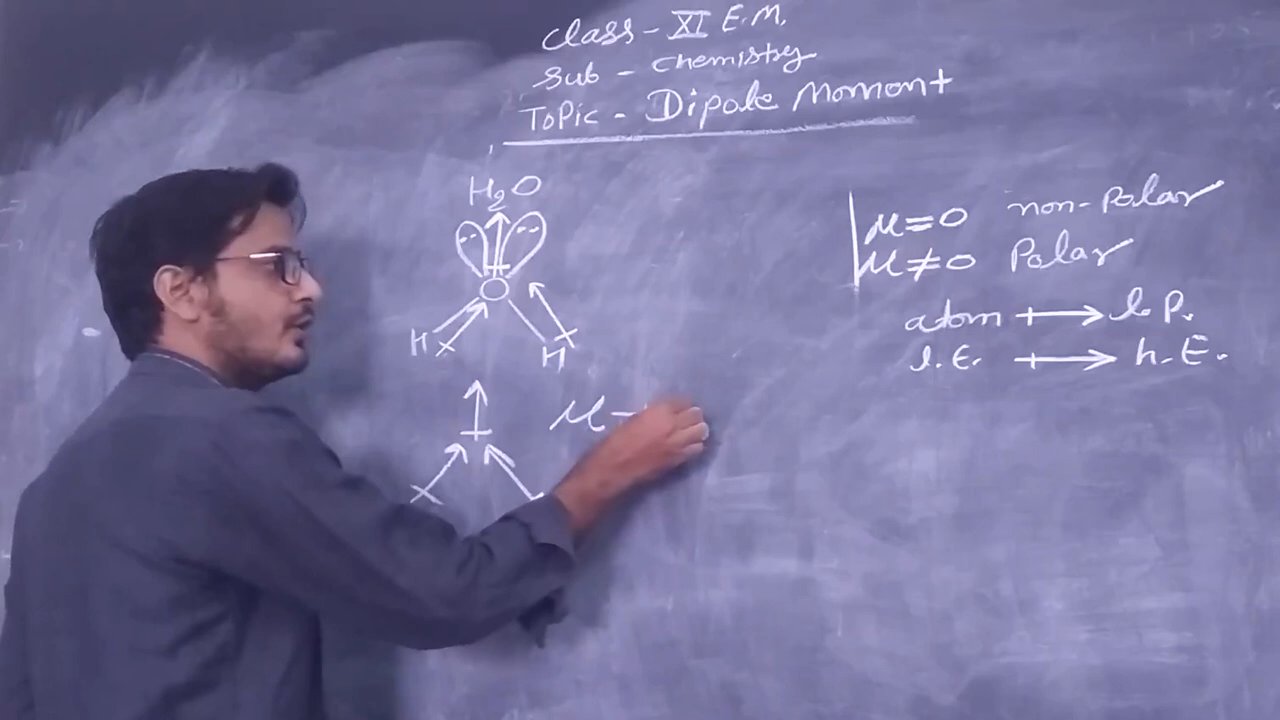 Class - XI E.M.
Sub - Chemistry
Topic - Dipole Moment
H₂O
O
H H
μ
μ=0 non-Polar
μ≠0 Polar
atom +→ l.P.
l.E. +→ h.E.